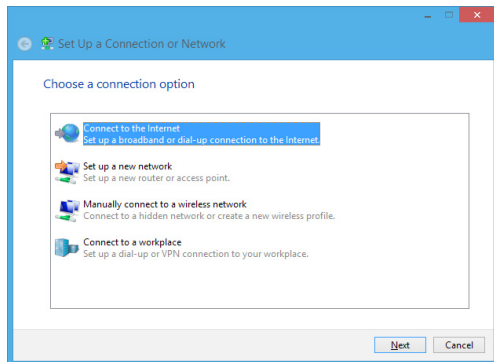 Set Up a Connection or Network
Choose a connection option
Connect to the Internet
Set up a broadband or dial-up connection to the Internet.
Set up a new network
Set up a new router or access point.
Manually connect to a wireless network
Connect to a hidden network or create a new wireless profile.
Connect to a workplace
Set up a dial-up or VPN connection to your workplace.
Next Cancel